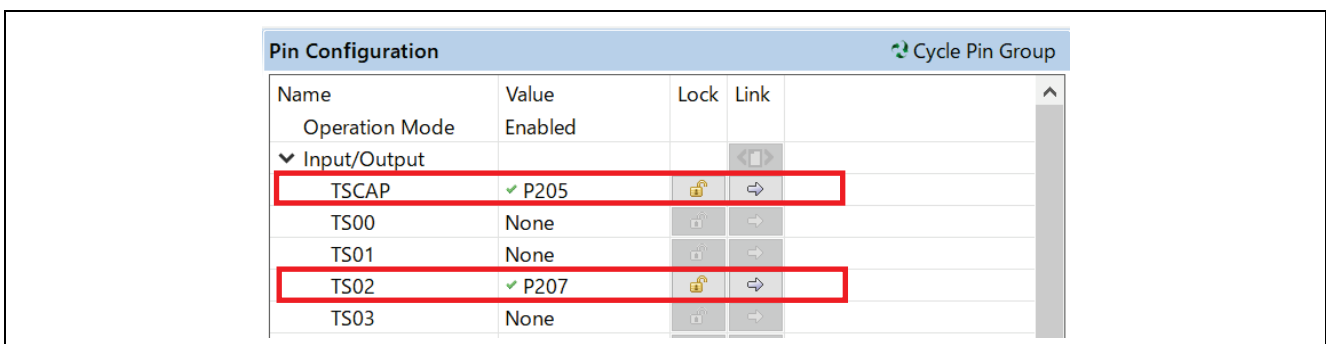 Pin Configuration Cycle Pin Group
Name Value Lock Link
Operation Mode Enabled
Input/Output
TSCAP P205
TS00 None
TS01 None
TS02 P207
TS03 None